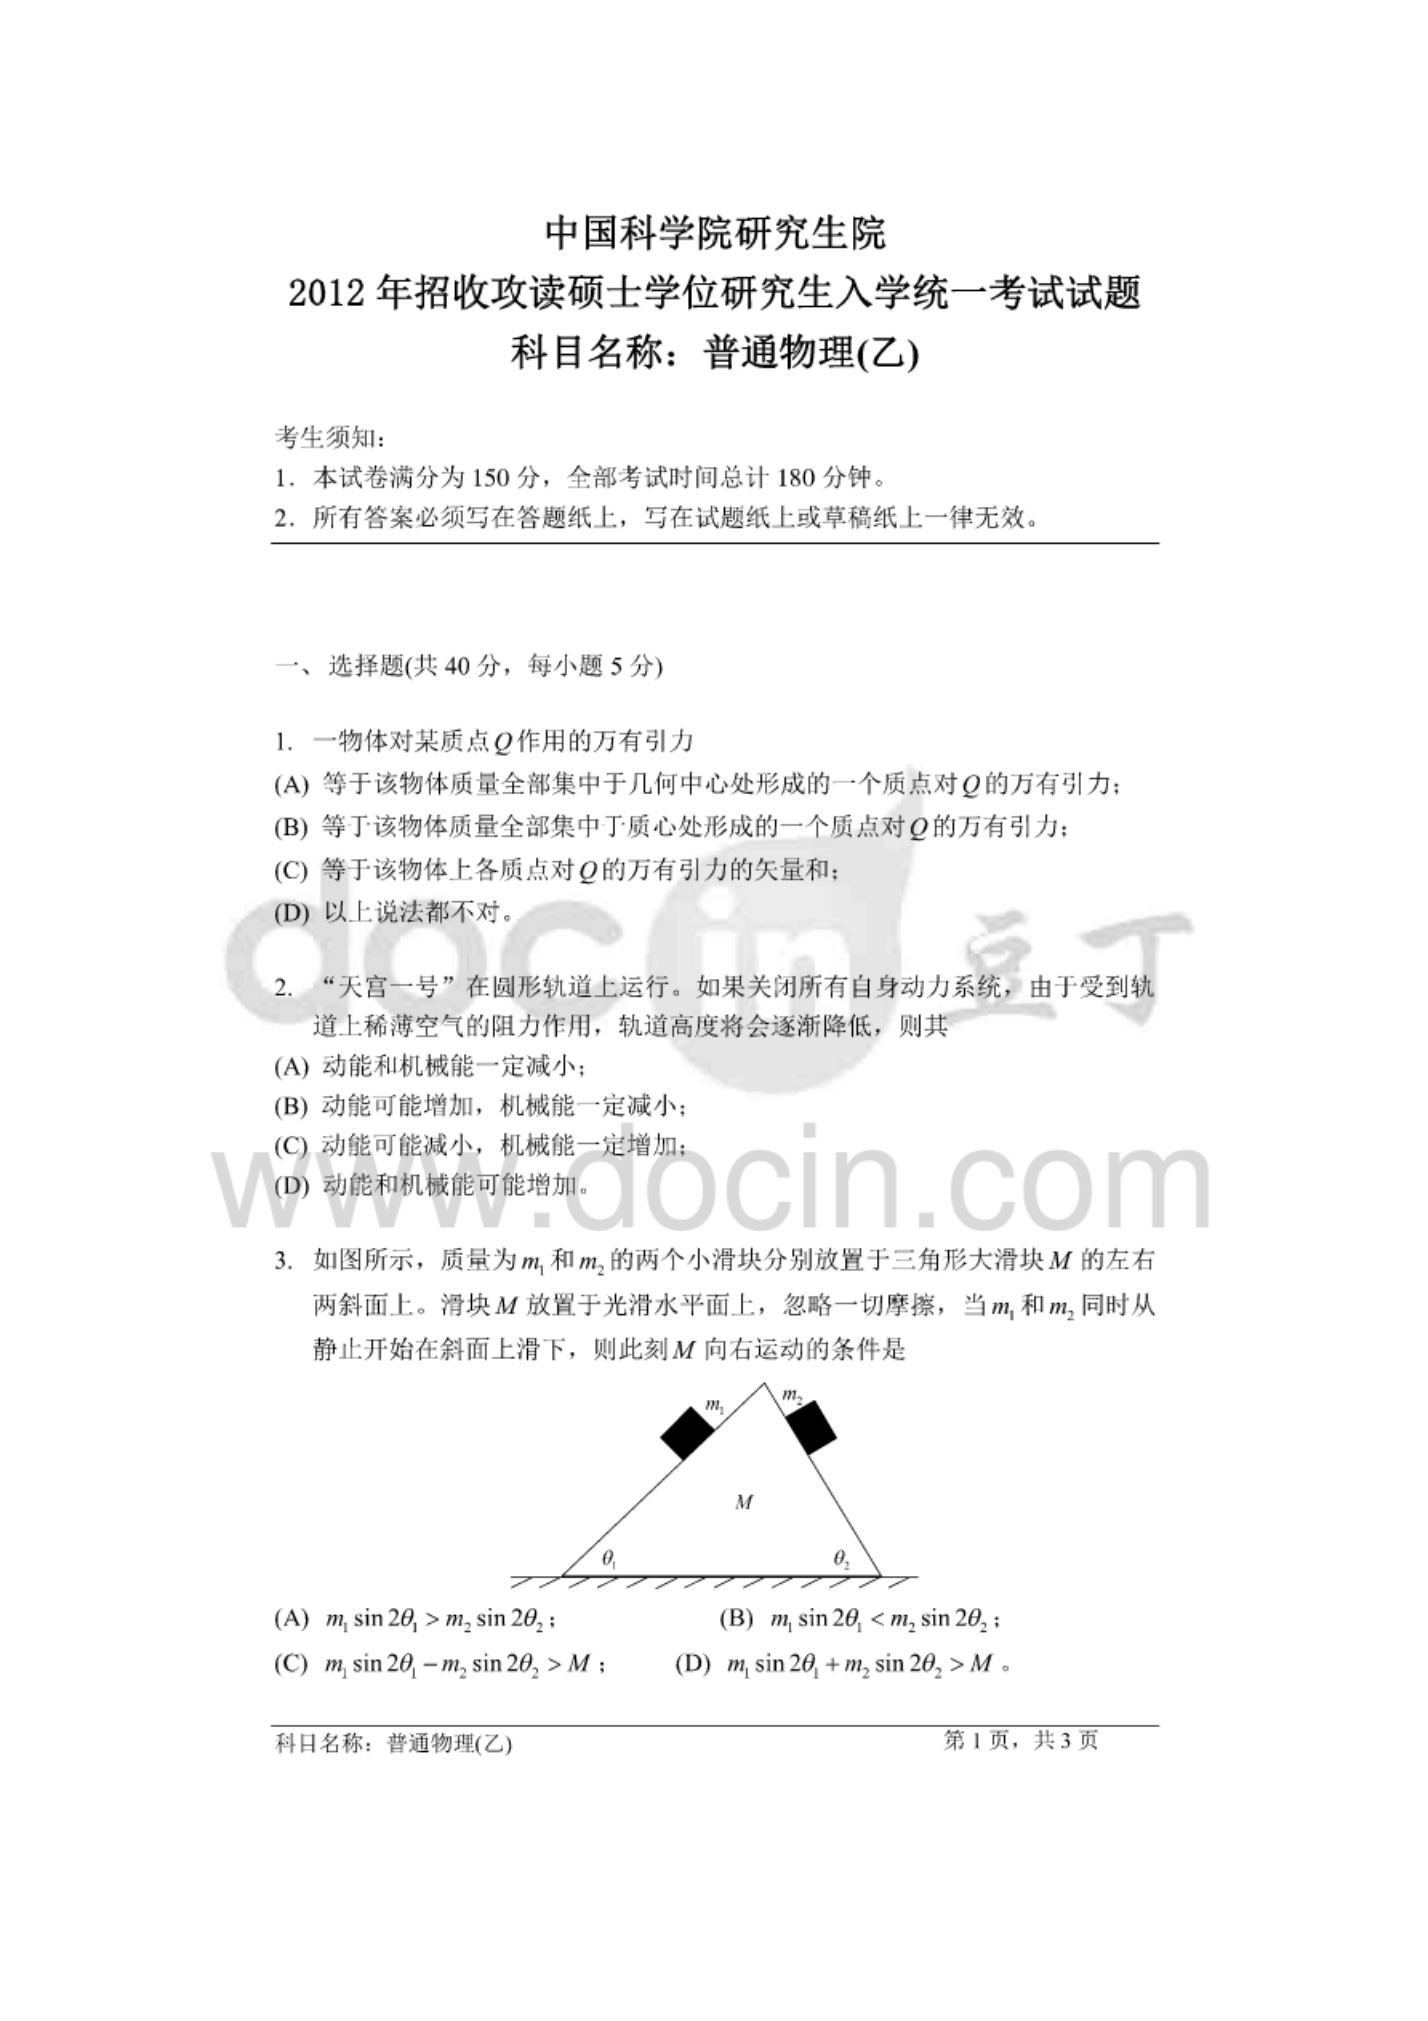 中国科学院研究生院
2012 年招收攻读硕士学位研究生入学统一考试试题
科目名称：普通物理(乙)
考生须知：
1．本试卷满分为 150 分，全部考试时间总计 180 分钟。
2．所有答案必须写在答题纸上，写在试题纸上或草稿纸上一律无效。
一、 选择题(共 40 分，每小题 5 分)
1. 一物体对某质点Q作用的万有引力
(A) 等于该物体质量全部集中于几何中心处形成的一个质点对Q的万有引力；
(B) 等于该物体质量全部集中于质心处形成的一个质点对Q的万有引力；
(C) 等于该物体上各质点对Q的万有引力的矢量和；
(D) 以上说法都不对。
docin 豆丁
2. “天宫一号”在圆形轨道上运行。如果关闭所有自身动力系统，由于受到轨
道上稀薄空气的阻力作用，轨道高度将会逐渐降低，则其
(A) 动能和机械能一定减小；
(B) 动能可能增加，机械能一定减小；
(C) 动能可能减小，机械能一定增加；
(D) 动能和机械能可能增加。
www.docin.com
3. 如图所示，质量为m₁和m₂的两个小滑块分别放置于三角形大滑块M 的左右
两斜面上。滑块M 放置于光滑水平面上，忽略一切摩擦，当m₁和m₂同时从
静止开始在斜面上滑下，则此刻M 向右运动的条件是
m₁ m₂
M
θ₁ θ₂
(A) m₁ sin 2θ₁ > m₂ sin 2θ₂； (B) m₁ sin 2θ₁ < m₂ sin 2θ₂；
(C) m₁ sin 2θ₁ − m₂ sin 2θ₂ > M； (D) m₁ sin 2θ₁ + m₂ sin 2θ₂ > M 。
科目名称：普通物理(乙) 第 1 页，共 3 页